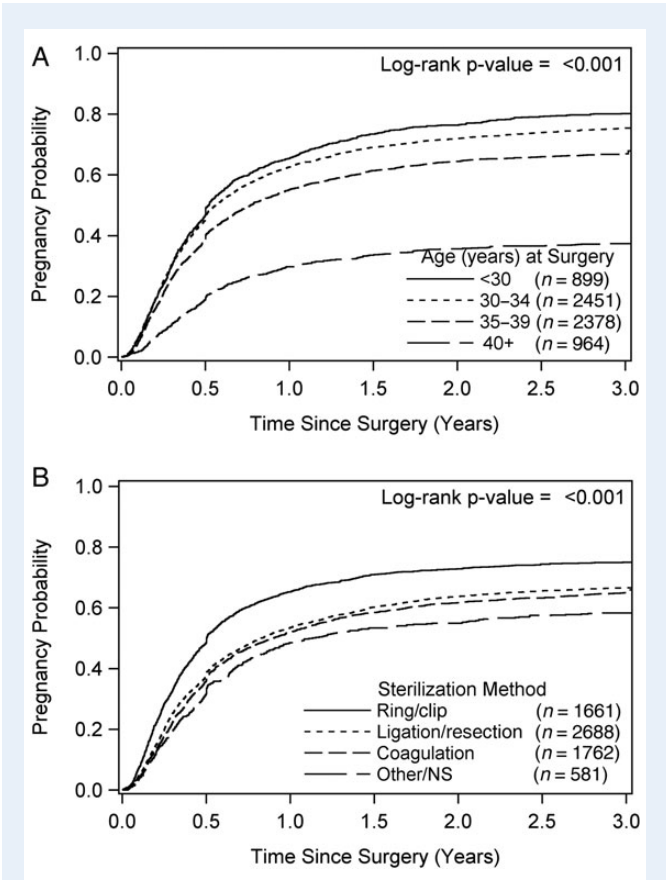 A
Log-rank p-value = <0.001
Pregnancy Probability
1.0
0.8
0.6
0.4
0.2
0.0
Age (years) at Surgery
<30 (n = 899)
30–34 (n = 2451)
35–39 (n = 2378)
40+ (n = 964)
0.0 0.5 1.0 1.5 2.0 2.5 3.0
Time Since Surgery (Years)
B
Log-rank p-value = <0.001
Pregnancy Probability
1.0
0.8
0.6
0.4
0.2
0.0
Sterilization Method
Ring/clip (n = 1661)
Ligation/resection (n = 2688)
Coagulation (n = 1762)
Other/NS (n = 581)
0.0 0.5 1.0 1.5 2.0 2.5 3.0
Time Since Surgery (Years)